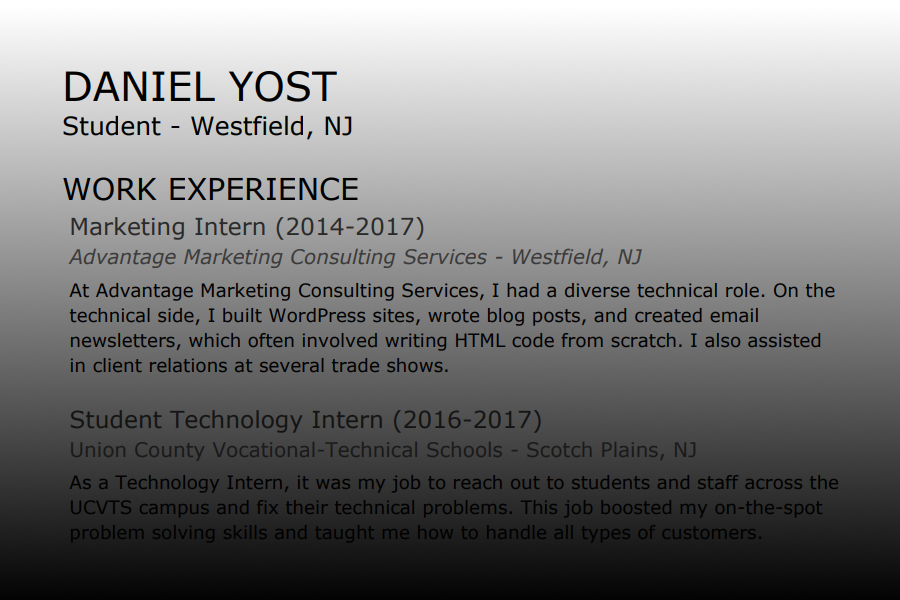 DANIEL YOST
Student - Westfield, NJ
WORK EXPERIENCE
Marketing Intern (2014-2017)
Advantage Marketing Consulting Services - Westfield, NJ
At Advantage Marketing Consulting Services, I had a diverse technical role. On the
technical side, I built WordPress sites, wrote blog posts, and created email
newsletters, which often involved writing HTML code from scratch. I also assisted
in client relations at several trade shows.
Student Technology Intern (2016-2017)
Union County Vocational-Technical Schools - Scotch Plains, NJ
As a Technology Intern, it was my job to reach out to students and staff across the
UCVTS campus and fix their technical problems. This job boosted my on-the-spot
problem solving skills and taught me how to handle all types of customers.